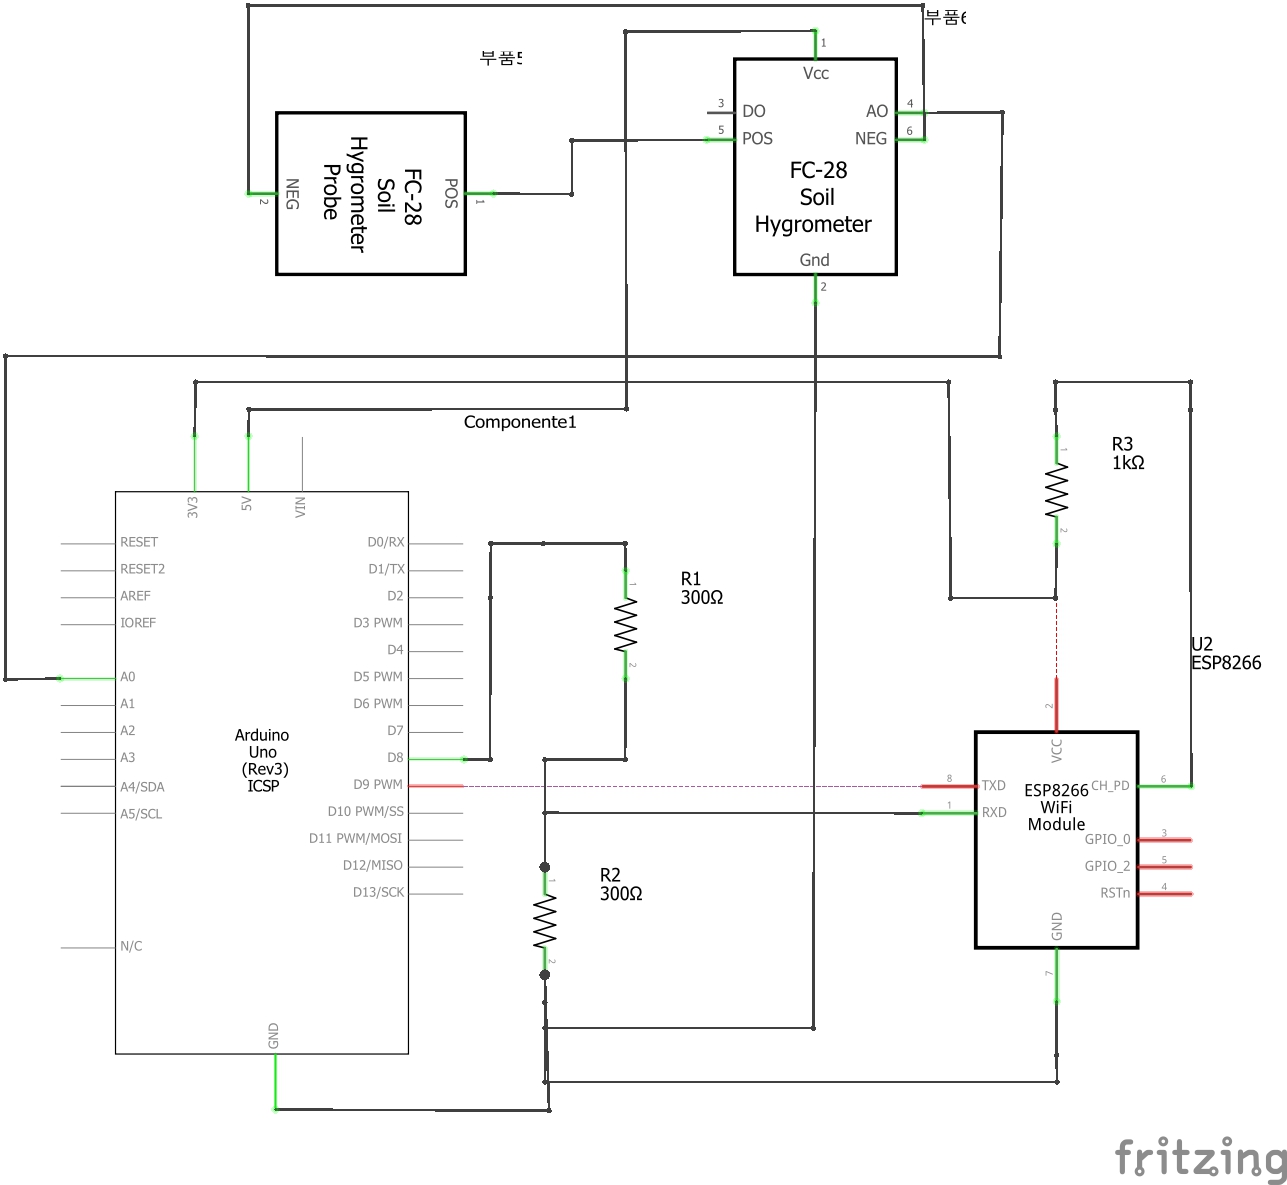 부품6
부품5
1
Vcc
3
DO
AO
4
5
POS
NEG
6
FC-28
Soil
Hygrometer
Gnd
2
FC-28
Soil
Hygrometer
Probe
NEG
2
POS
1
Componente1
3V3
5V
VIN
RESET
RESET2
AREF
IOREF
A0
A1
A2
A3
A4/SDA
A5/SCL
N/C
D0/RX
D1/TX
D2
D3 PWM
D4
D5 PWM
D6 PWM
D7
D8
D9 PWM
D10 PWM/SS
D11 PWM/MOSI
D12/MISO
D13/SCK
Arduino
Uno
(Rev3)
ICSP
GND
1
R1
300Ω
2
1
R2
300Ω
2
1
R3
1kΩ
2
U2
ESP8266
2
VCC
8
TXD
1
RXD
ESP8266
WiFi
Module
CH_PD
6
GPIO_0
3
GPIO_2
5
RSTn
4
GND
7
fritzing